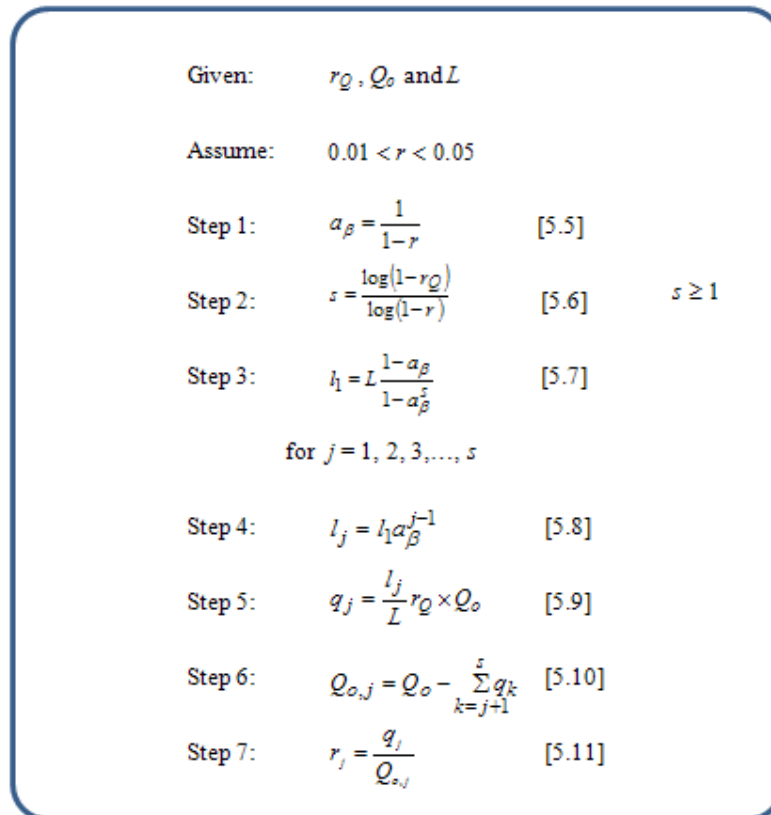 Given: r_Q , Q_o and L
Assume: 0.01 < r < 0.05
Step 1: a_β = 1 / (1 − r) [5.5]
Step 2: s = log(1 − r_Q) / log(1 − r) [5.6] s ≥ 1
Step 3: l_1 = L (1 − a_β) / (1 − a_β^s) [5.7]
for j = 1, 2, 3,..., s
Step 4: l_j = l_1 a_β^(j−1) [5.8]
Step 5: q_j = (l_j / L) r_Q × Q_o [5.9]
Step 6: Q_{o,j} = Q_o − Σ_{k=j+1}^{s} q_k [5.10]
Step 7: r_j = q_j / Q_{o,j} [5.11]